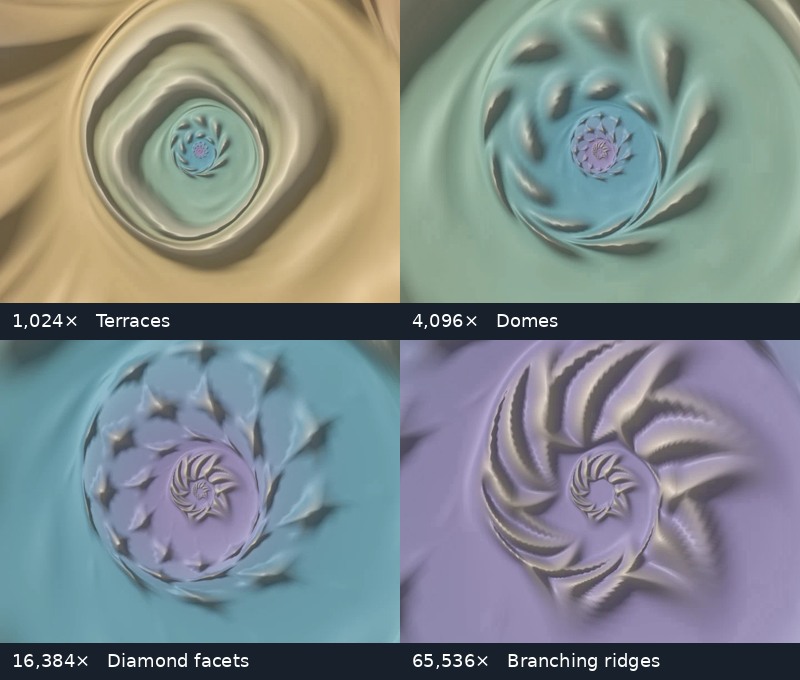 1,024× Terraces
4,096× Domes
16,384× Diamond facets
65,536× Branching ridges